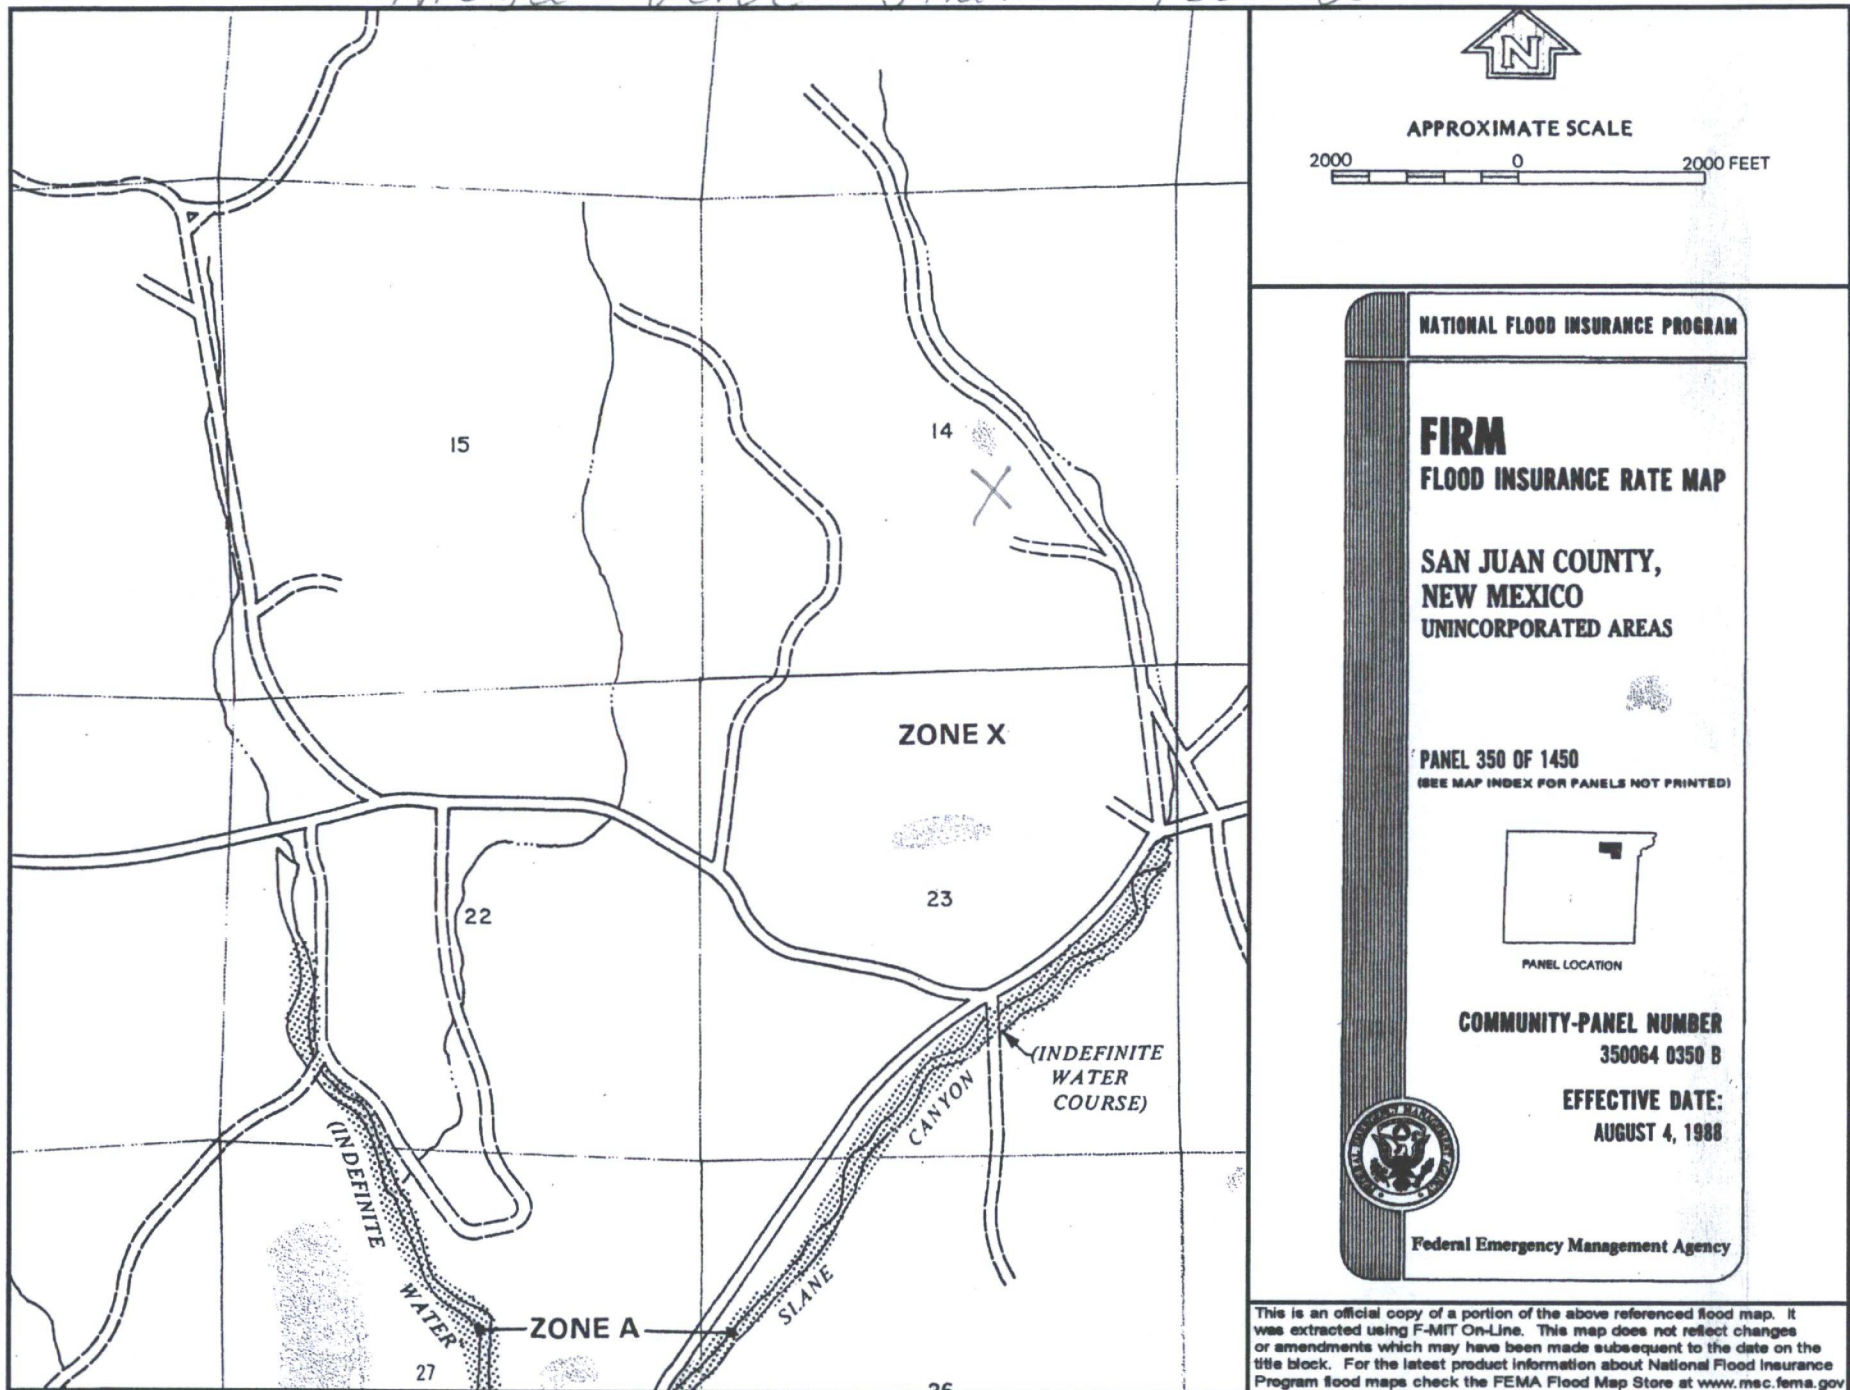 N
APPROXIMATE SCALE
2000 0 2000 FEET
NATIONAL FLOOD INSURANCE PROGRAM
FIRM
FLOOD INSURANCE RATE MAP
SAN JUAN COUNTY,
NEW MEXICO
UNINCORPORATED AREAS
PANEL 350 OF 1450
(SEE MAP INDEX FOR PANELS NOT PRINTED)
PANEL LOCATION
COMMUNITY-PANEL NUMBER
350064 0350 B
EFFECTIVE DATE:
AUGUST 4, 1988
Federal Emergency Management Agency
This is an official copy of a portion of the above referenced flood map. It
was extracted using F-MIT On-Line. This map does not reflect changes
or amendments which may have been made subsequent to the date on the
title block. For the latest product information about National Flood Insurance
Program flood maps check the FEMA Flood Map Store at www.msc.fema.gov
15
14
X
ZONE X
22
23
(INDEFINITE
WATER
COURSE)
SLANE
CANYON
(INDEFINITE
WATER
ZONE A
27
26